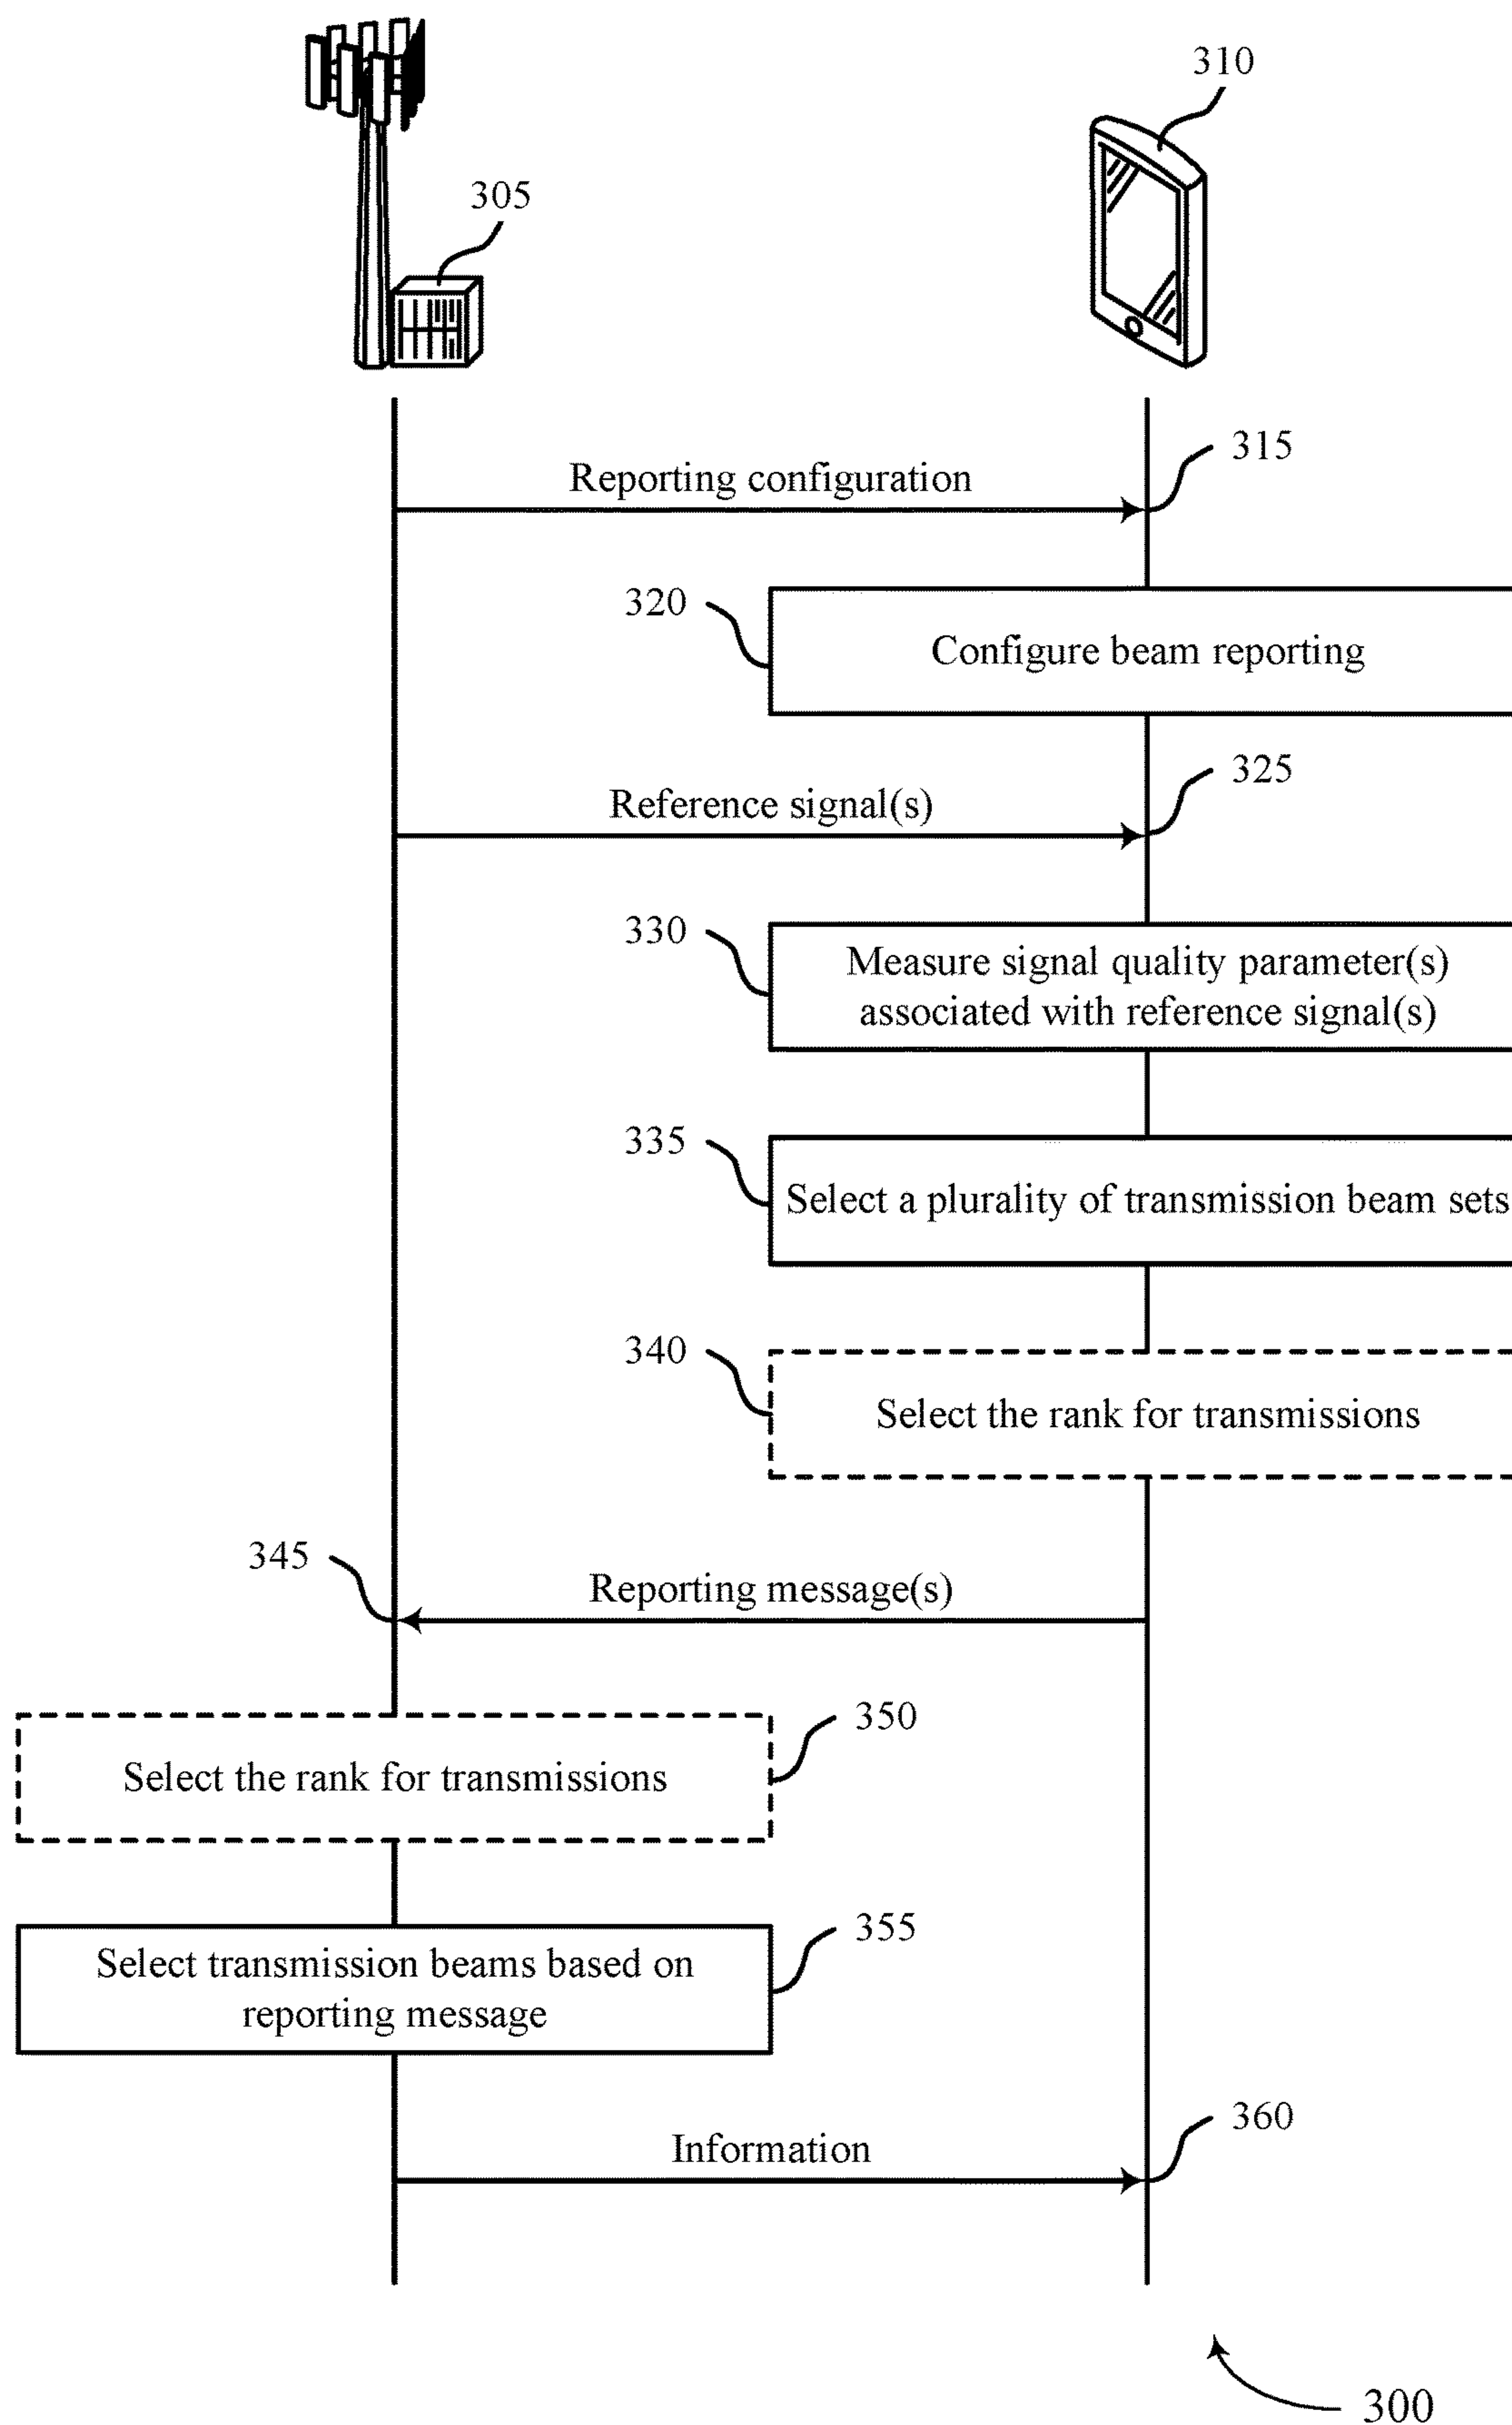 310
305
315
Reporting configuration
320
Configure beam reporting
325
Reference signal(s)
330
Measure signal quality parameter(s)
associated with reference signal(s)
335
Select a plurality of transmission beam sets
340
Select the rank for transmissions
345
Reporting message(s)
350
Select the rank for transmissions
355
Select transmission beams based on
reporting message
360
Information
300